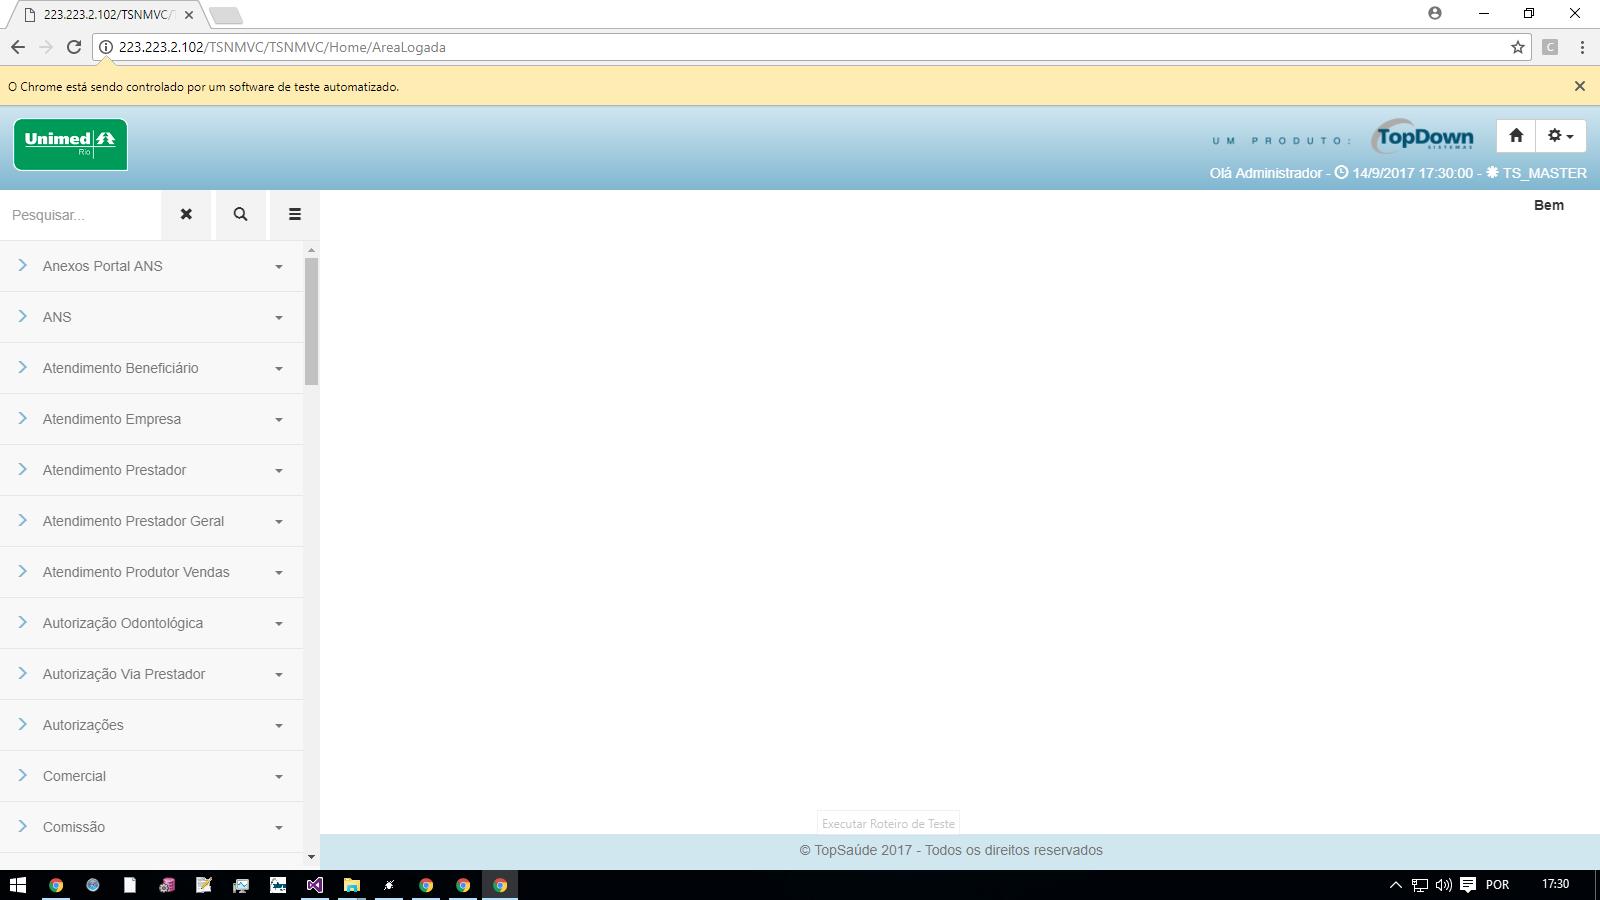 223.223.2.102/TSNMVC/T
223.223.2.102/TSNMVC/TSNMVC/Home/AreaLogada
C
O Chrome está sendo controlado por um software de teste automatizado.
Unimed
Rio
UM PRODUTO:
TopDown
SISTEMAS
Olá Administrador - 14/9/2017 17:30:00 - TS_MASTER
Pesquisar...
Bem
Anexos Portal ANS
ANS
Atendimento Beneficiário
Atendimento Empresa
Atendimento Prestador
Atendimento Prestador Geral
Atendimento Produtor Vendas
Autorização Odontológica
Autorização Via Prestador
Autorizações
Comercial
Comissão
Executar Roteiro de Teste
© TopSaúde 2017 - Todos os direitos reservados
POR
17:30